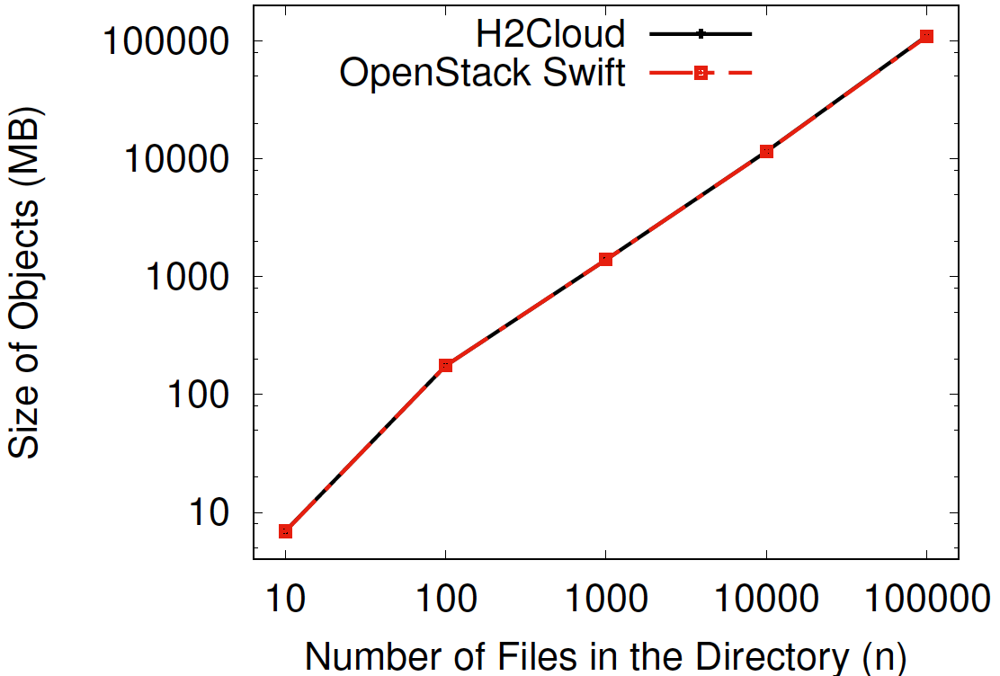 H2Cloud
OpenStack Swift
Size of Objects (MB)
100000
10000
1000
100
10
10 100 1000 10000 100000
Number of Files in the Directory (n)